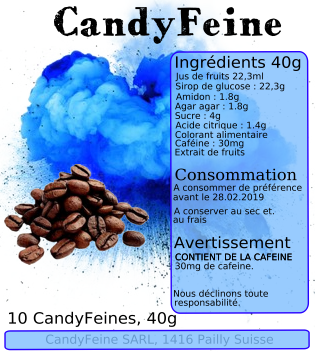 CandyFeine
Ingrédients 40g
Jus de fruits 22,3ml
Sirop de glucose : 22,3g
Amidon : 1.8g
Agar agar : 1.8g
Sucre : 4g
Acide citrique : 1.4g
Colorant alimentaire
Caféine : 30mg
Extrait de fruits
Consommation
A consommer de préférence
avant le 28.02.2019
A conserver au sec et.
au frais
Avertissement
CONTIENT DE LA CAFEINE
30mg de cafeine.
Nous déclinons toute
responsabilité.
10 CandyFeines, 40g
CandyFeine SARL, 1416 Pailly Suisse